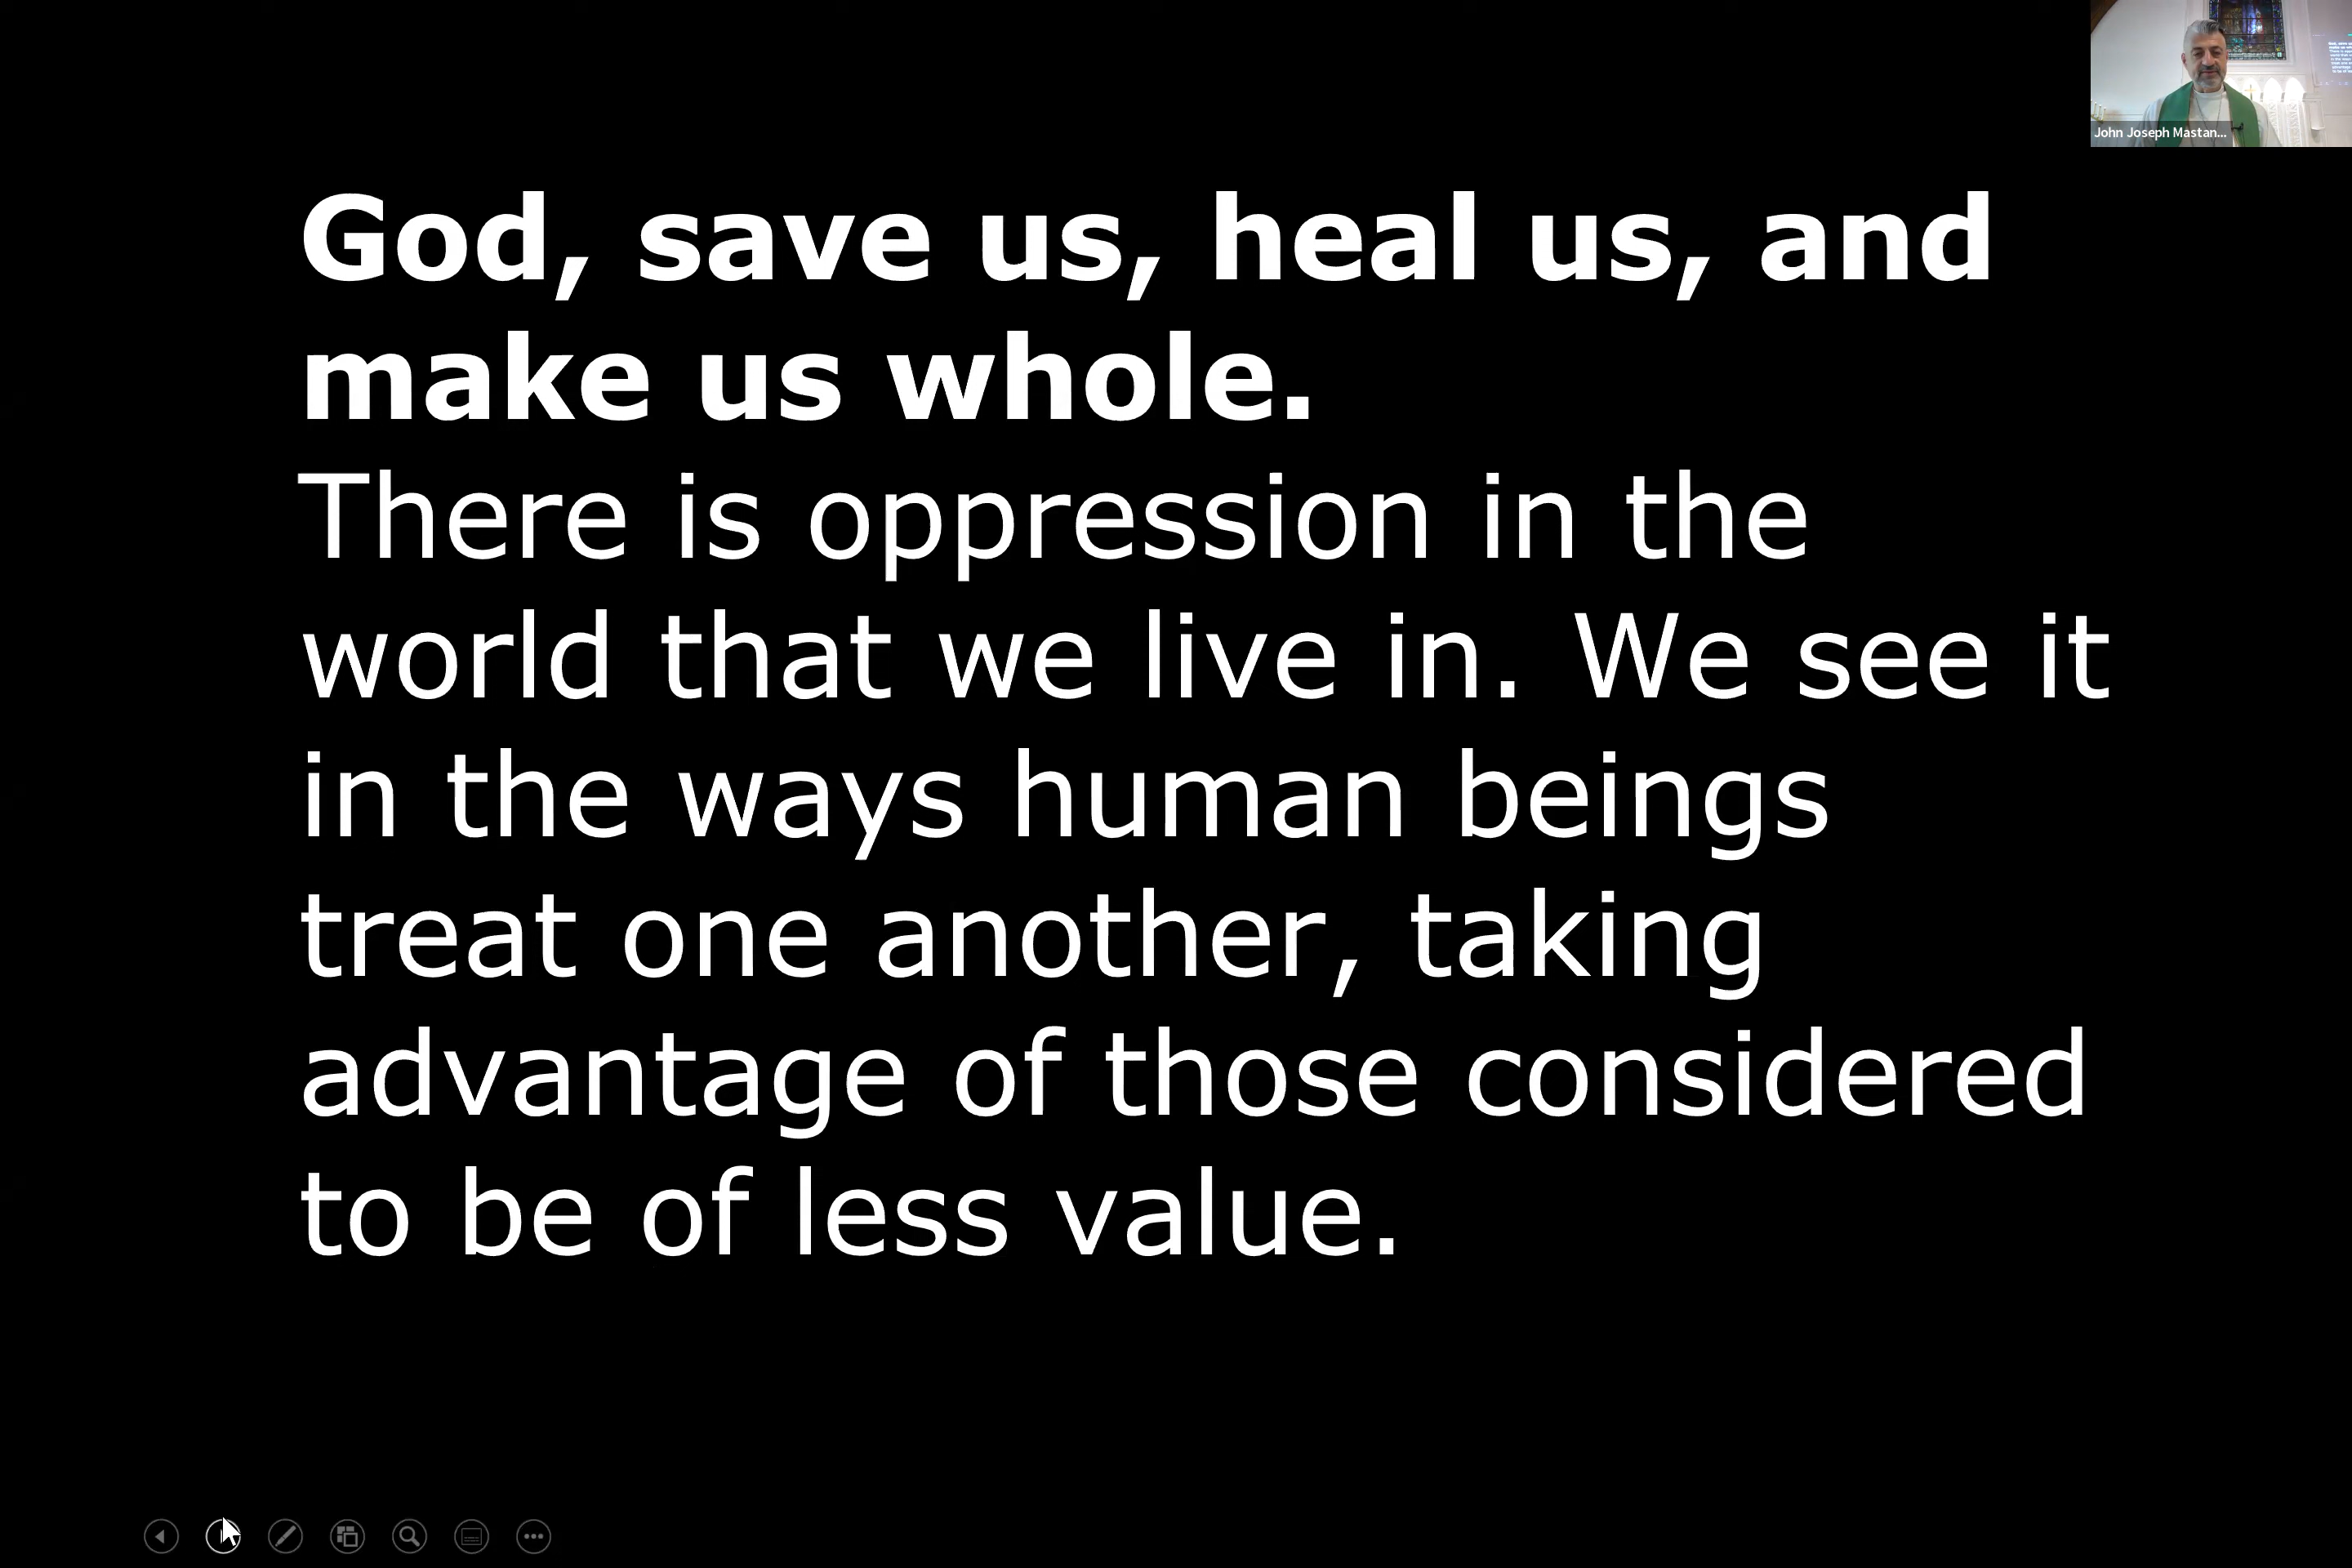 John Joseph Mastan...
God, save us, heal us, and
make us whole.
There is oppression in the
world that we live in. We see it
in the ways human beings
treat one another, taking
advantage of those considered
to be of less value.